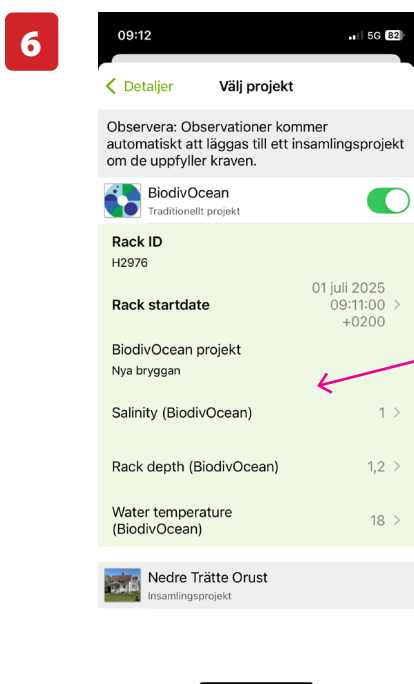 6
09:12
5G 82
Detaljer Välj projekt
Observera: Observationer kommer
automatiskt att läggas till ett insamlingsprojekt
om de uppfyller kraven.
BiodivOcean
Traditionellt projekt
Rack ID
H2976
Rack startdate
01 juli 2025
09:11:00
+0200
BiodivOcean projekt
Nya bryggan
Salinity (BiodivOcean) 1
Rack depth (BiodivOcean) 1,2
Water temperature
(BiodivOcean) 18
Nedre Trätte Orust
Insamlingsprojekt